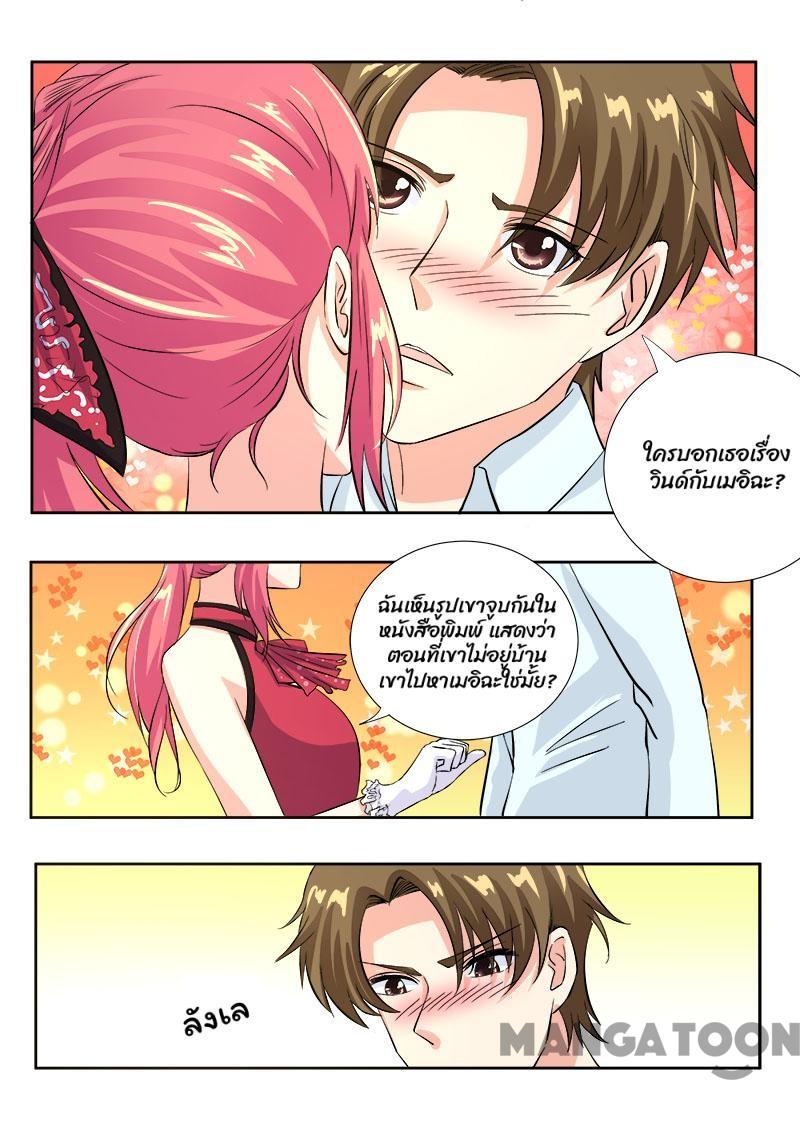 ใครบอกเธอเรื่อง
วินด์กับเมอิฉะ?
ฉันเห็นรูปเขาจูบกันใน
หนังสือพิมพ์ แสดงว่า
ตอนที่เขาไม่อยู่บ้าน
เขาไปหาเมอิฉะใช่มั้ย?
ลังเล
MANGATOON